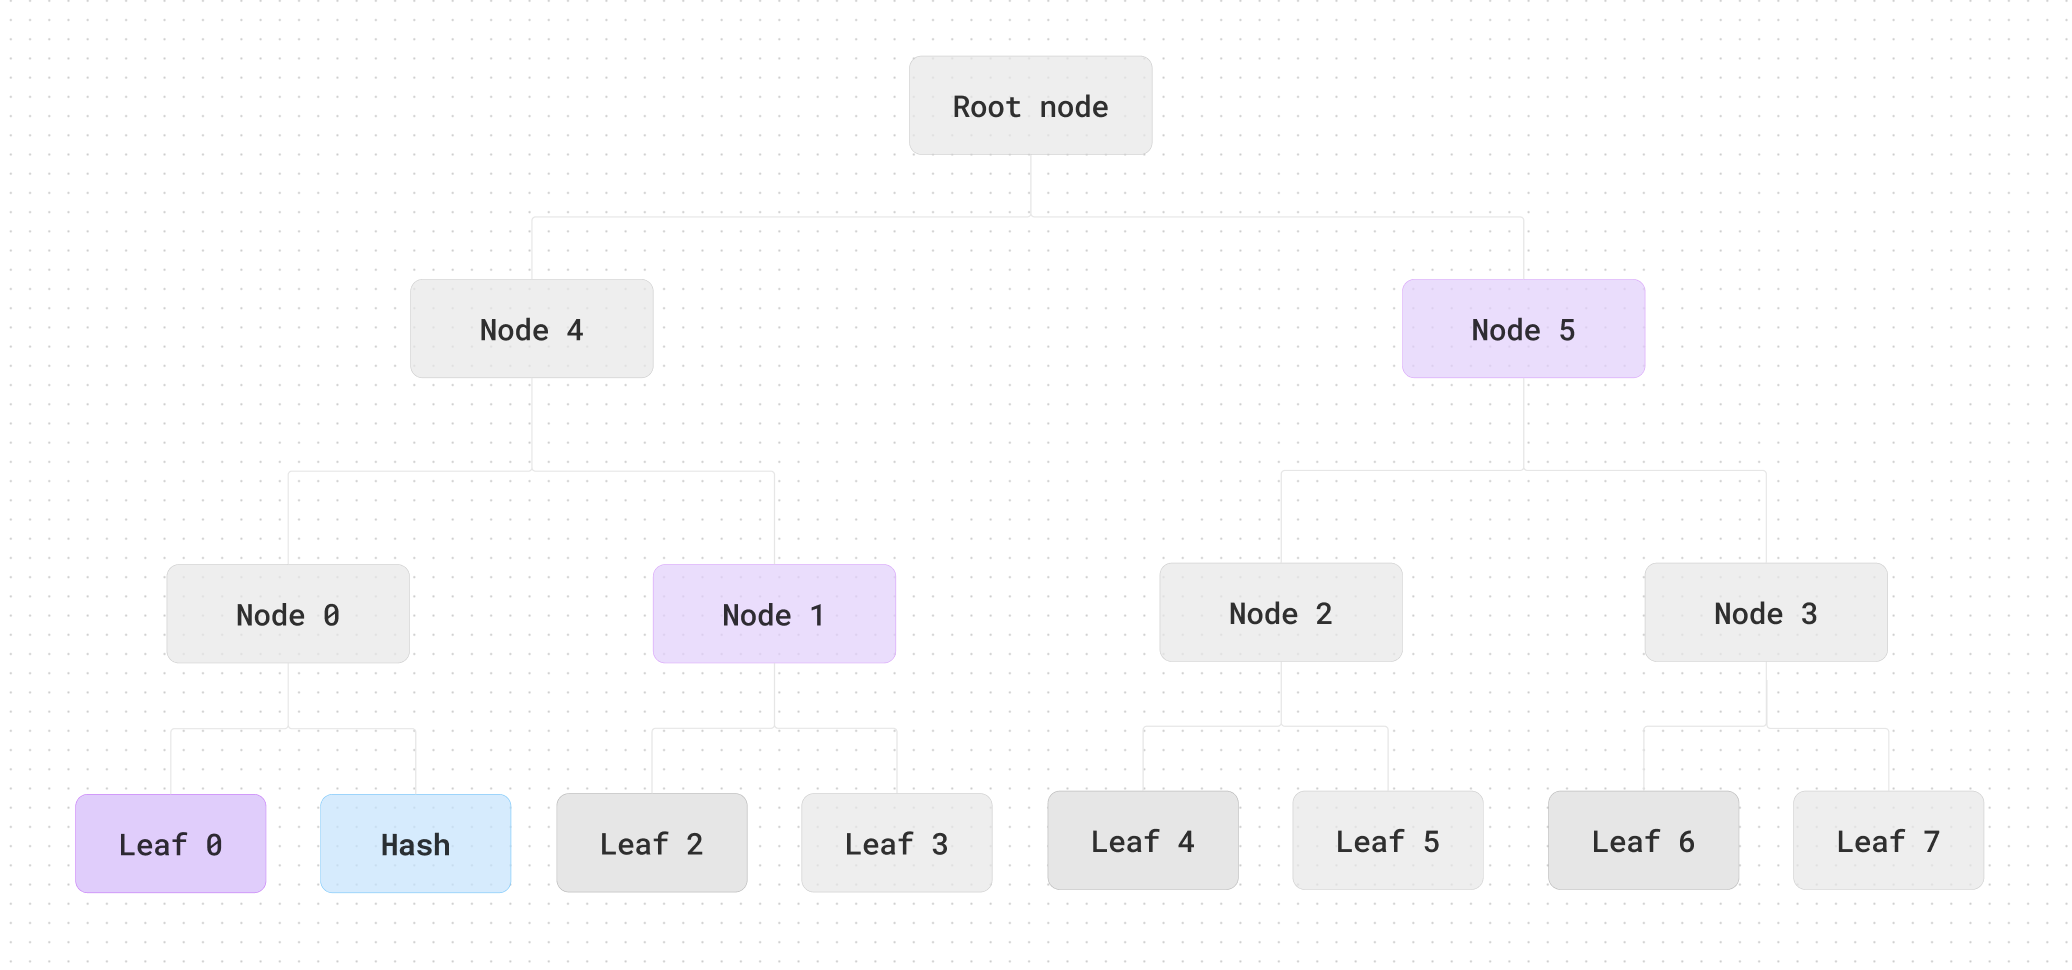 Root node
Node 4
Node 5
Node 0
Node 1
Node 2
Node 3
Leaf 0
Hash
Leaf 2
Leaf 3
Leaf 4
Leaf 5
Leaf 6
Leaf 7